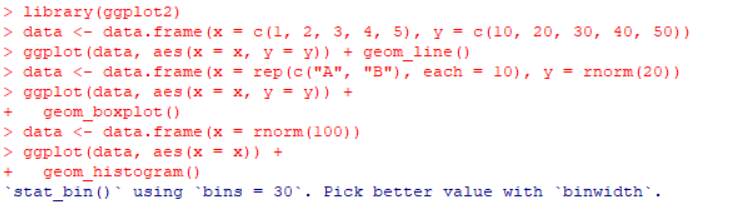 > library(ggplot2)
> data <- data.frame(x = c(1, 2, 3, 4, 5), y = c(10, 20, 30, 40, 50))
> ggplot(data, aes(x = x, y = y)) + geom_line()
> data <- data.frame(x = rep(c("A", "B"), each = 10), y = rnorm(20))
> ggplot(data, aes(x = x, y = y)) +
+   geom_boxplot()
> data <- data.frame(x = rnorm(100))
> ggplot(data, aes(x = x)) +
+   geom_histogram()
`stat_bin()` using `bins = 30`. Pick better value with `binwidth`.